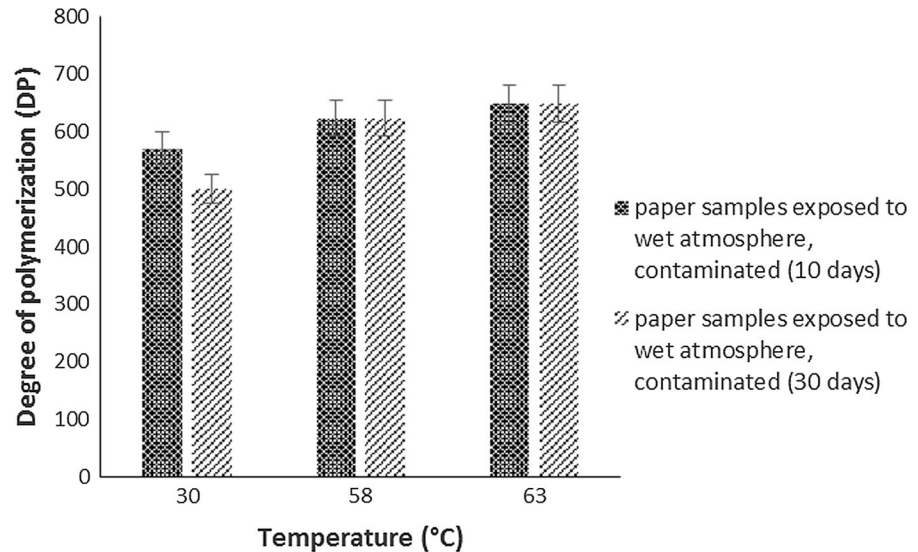 800
700
600
500
400
300
200
100
0
Degree of polymerization (DP)
30 58 63
Temperature (°C)
paper samples exposed to
wet atmosphere,
contaminated (10 days)
paper samples exposed to
wet atmosphere,
contaminated (30 days)